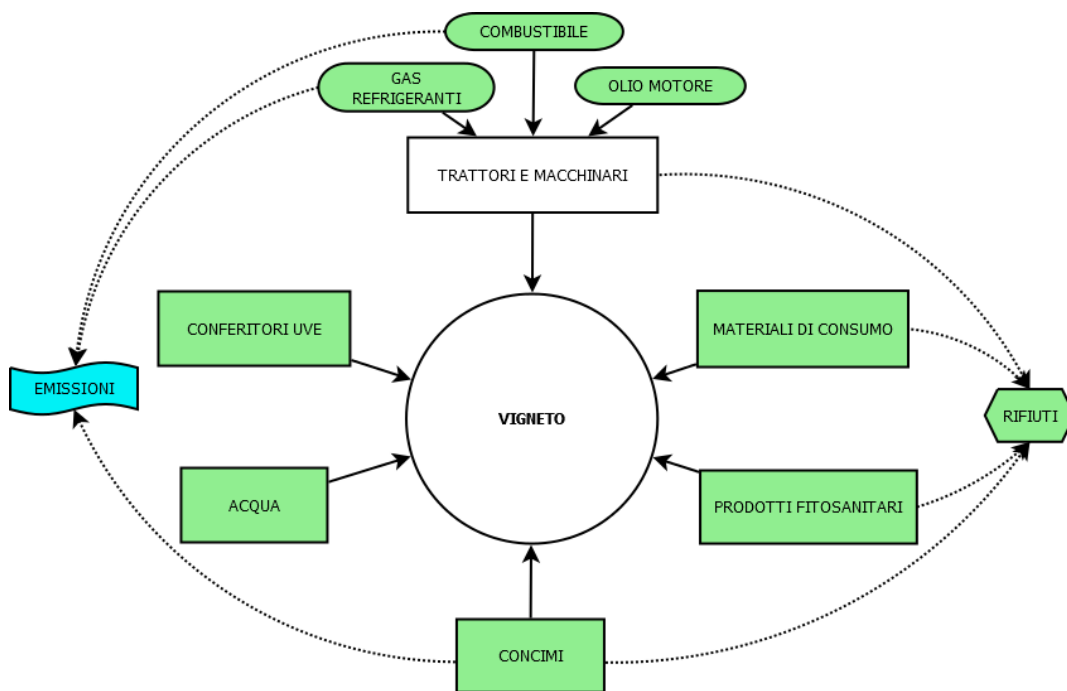 COMBUSTIBILE
GAS
REFRIGERANTI
OLIO MOTORE
TRATTORI E MACCHINARI
CONFERITORI UVE
MATERIALI DI CONSUMO
EMISSIONI
RIFIUTI
VIGNETO
ACQUA
PRODOTTI FITOSANITARI
CONCIMI